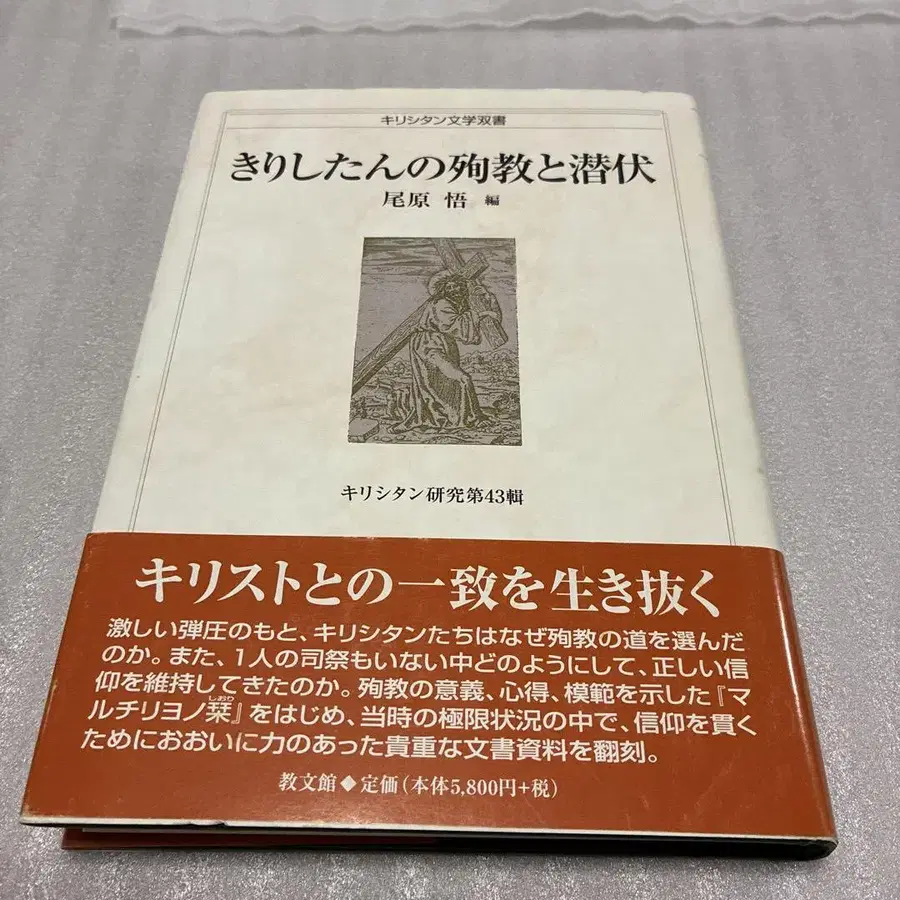 キリシタン文学双書
きりしたんの殉教と潜伏
尾原 悟 編
キリシタン研究第43輯
キリストとの一致を生き抜く
激しい弾圧のもと、キリシタンたちはなぜ殉教の道を選んだ
のか。また、1人の司祭もいない中どのようにして、正しい信
仰を維持してきたのか。殉教の意義、心得、模範を示した『マ
しおり
ルチリヨノ栞』をはじめ、当時の極限状況の中で、信仰を貫く
ためにおおいに力のあった貴重な文書資料を翻刻。
教文館◆定価(本体5,800円+税)